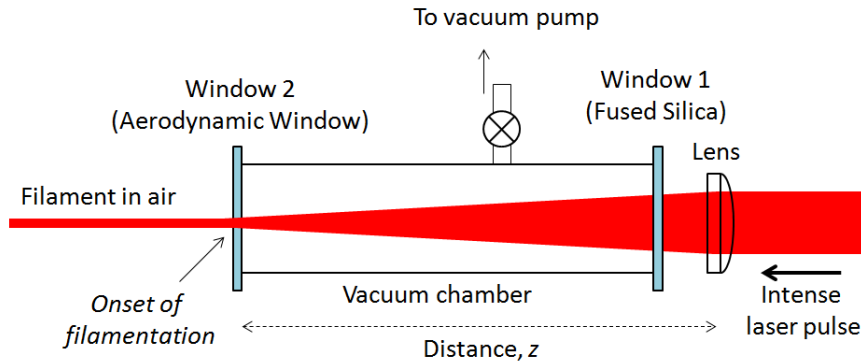 To vacuum pump
Window 2
(Aerodynamic Window)
Window 1
(Fused Silica)
Lens
Filament in air
Onset of
filamentation
Vacuum chamber
Intense
laser pulse
Distance, z